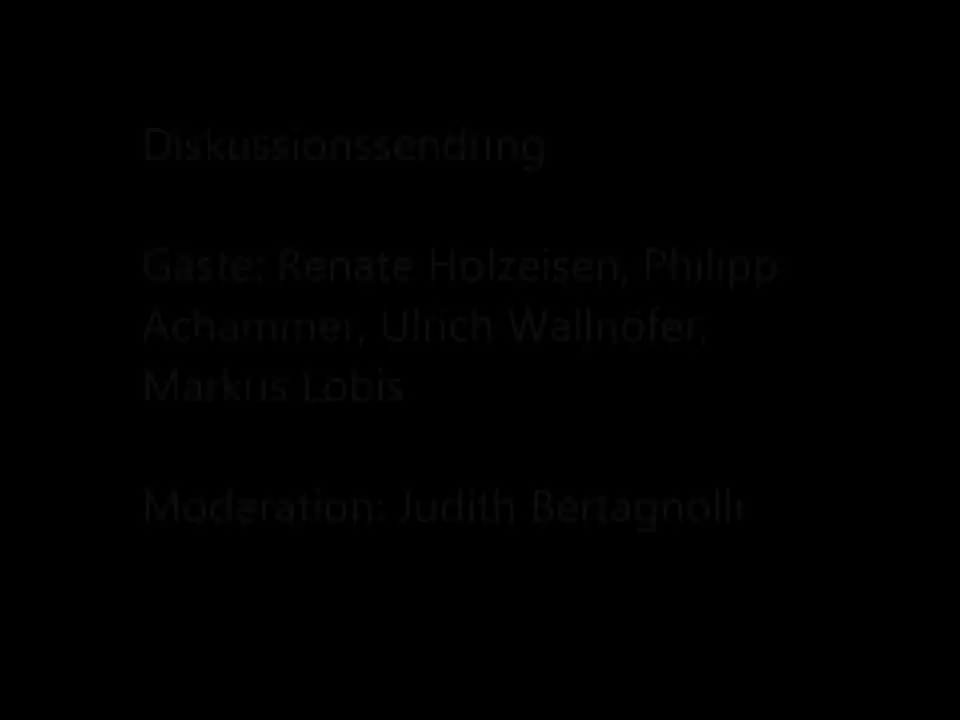 Diskussionssendung
Gäste: Renate Holzeisen, Philipp
Achammer, Ulrich Wallnöfer,
Markus Lobis
Moderation: Judith Bertagnolli